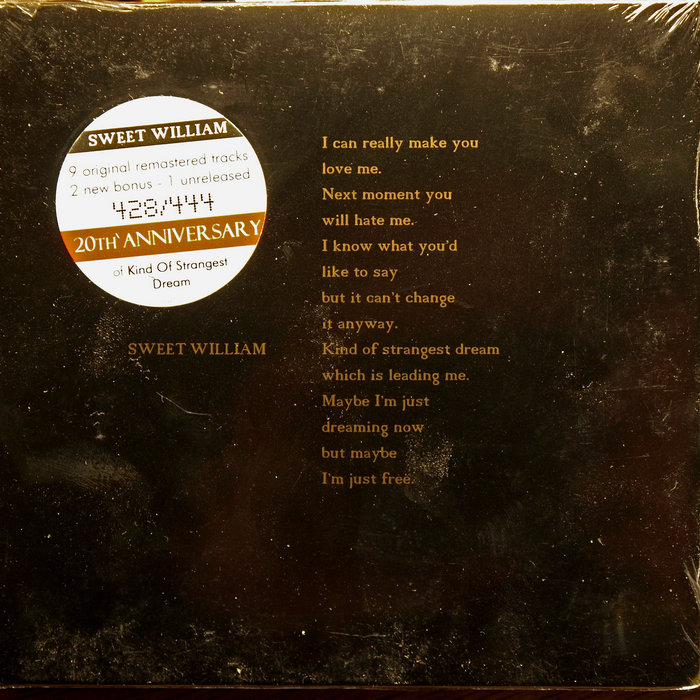 SWEET WILLIAM
9 original remastered tracks
2 new bonus - 1 unreleased
428/444
20TH ANNIVERSARY
of Kind Of Strangest
Dream
SWEET WILLIAM
I can really make you
love me.
Next moment you
will hate me.
I know what you'd
like to say
but it can't change
it anyway.
Kind of strangest dream
which is leading me.
Maybe I'm just
dreaming now
but maybe
I'm just free.